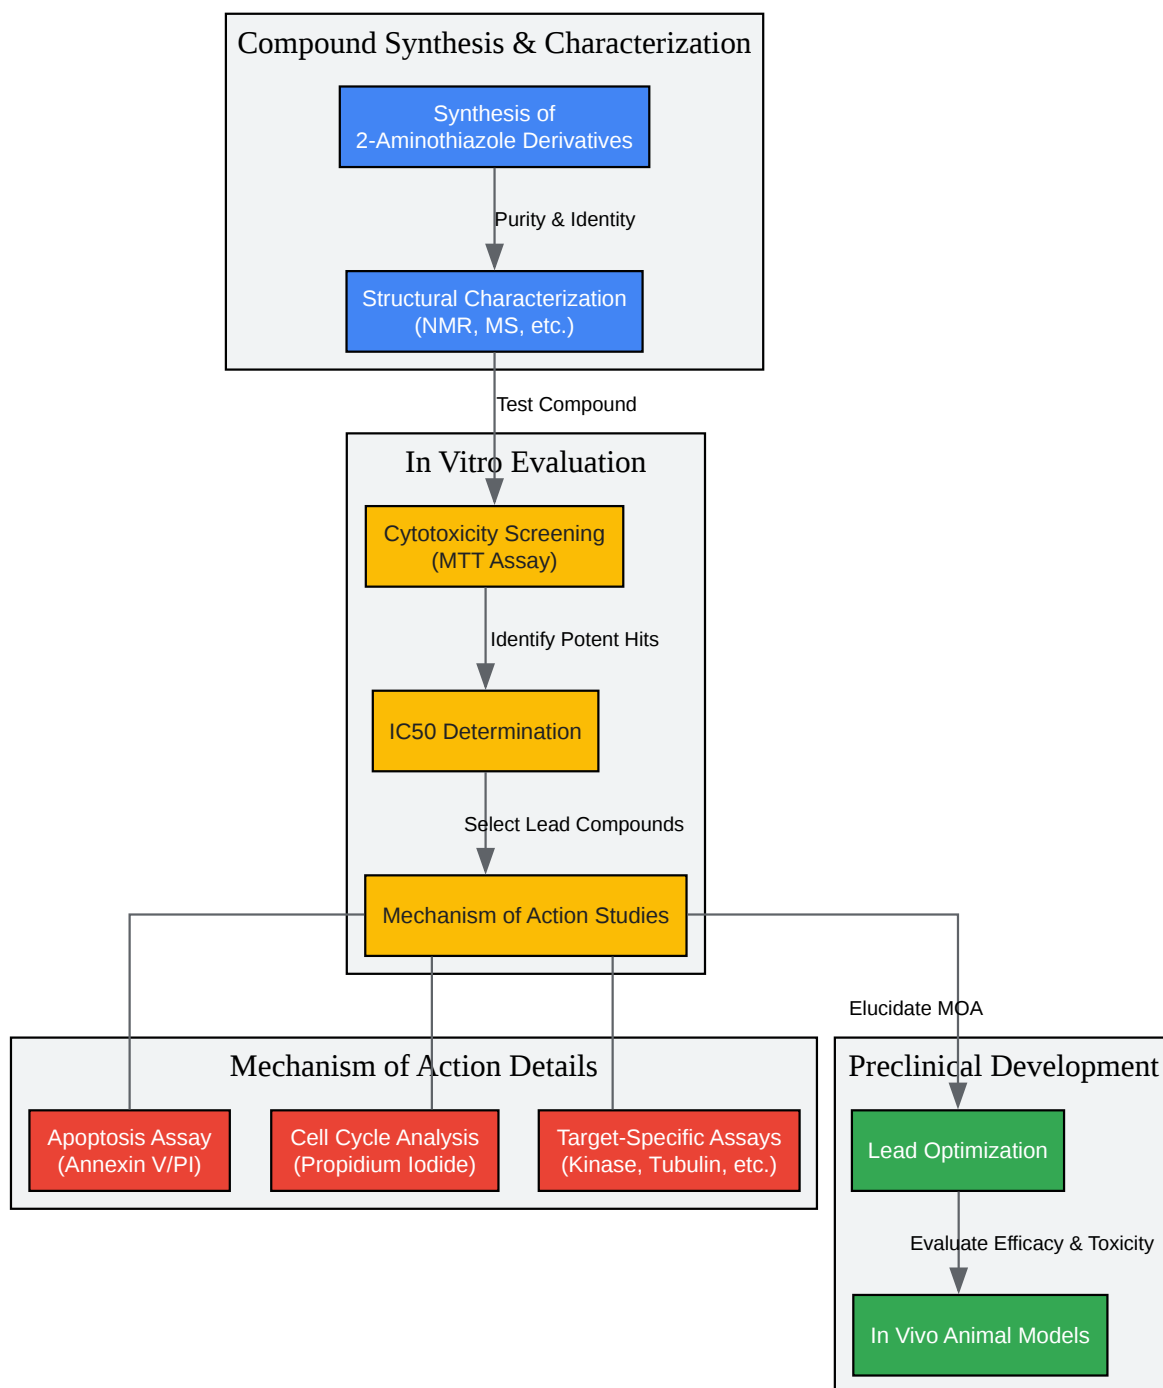 Compound Synthesis & Characterization
Synthesis of
2-Aminothiazole Derivatives
Purity & Identity
Structural Characterization
(NMR, MS, etc.)
Test Compound
In Vitro Evaluation
Cytotoxicity Screening
(MTT Assay)
Identify Potent Hits
IC50 Determination
Select Lead Compounds
Mechanism of Action Studies
Elucidate MOA
Mechanism of Action Details
Apoptosis Assay
(Annexin V/PI)
Cell Cycle Analysis
(Propidium Iodide)
Target-Specific Assays
(Kinase, Tubulin, etc.)
Preclinical Development
Lead Optimization
Evaluate Efficacy & Toxicity
In Vivo Animal Models